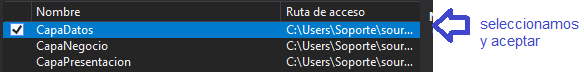 Nombre Ruta de acceso
CapaDatos C:\Users\Soporte\sour...
CapaNegocio C:\Users\Soporte\sour...
CapaPresentacion C:\Users\Soporte\sour...
seleccionamos
y aceptar